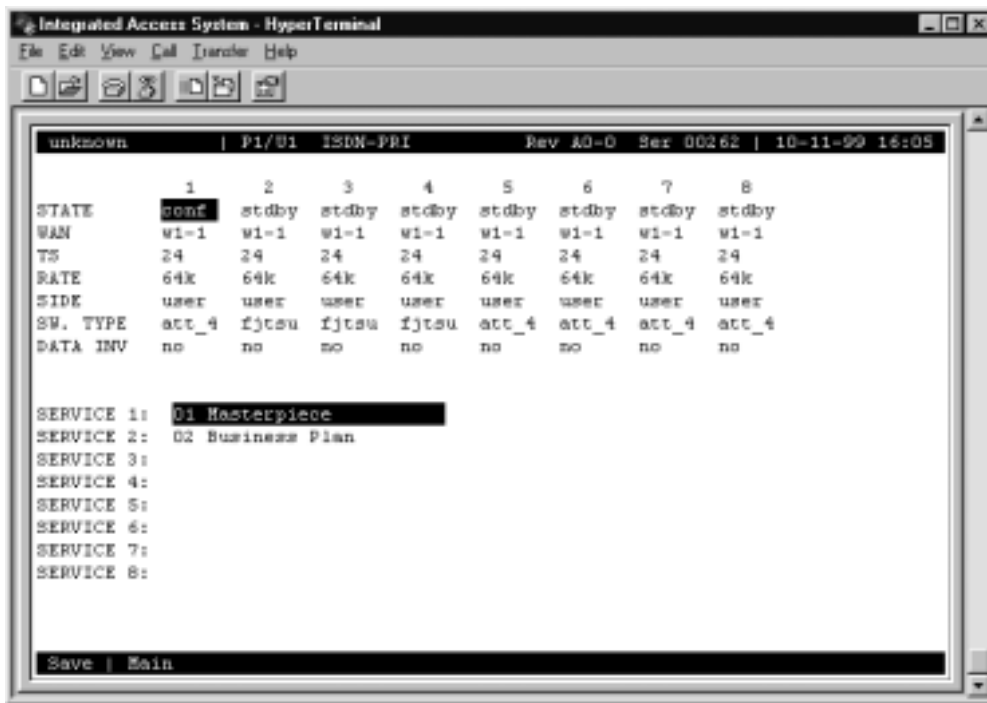 Integrated Access System - HyperTerminal
File Edit View Call Transfer Help
unknown | P1/U1 ISDN-PRI Rev A0-0 Ser 00262 | 10-11-99 16:05
1 2 3 4 5 6 7 8
STATE conf stdby stdby stdby stdby stdby stdby stdby
WAN w1-1 w1-1 w1-1 w1-1 w1-1 w1-1 w1-1 w1-1
TS 24 24 24 24 24 24 24 24
RATE 64k 64k 64k 64k 64k 64k 64k 64k
SIDE user user user user user user user user
SW. TYPE att_4 fjtsu fjtsu fjtsu att_4 att_4 att_4 att_4
DATA INV no no no no no no no no
SERVICE 1: 01 Masterpiece
SERVICE 2: 02 Business Plan
SERVICE 3:
SERVICE 4:
SERVICE 5:
SERVICE 6:
SERVICE 7:
SERVICE 8:
Save | Main